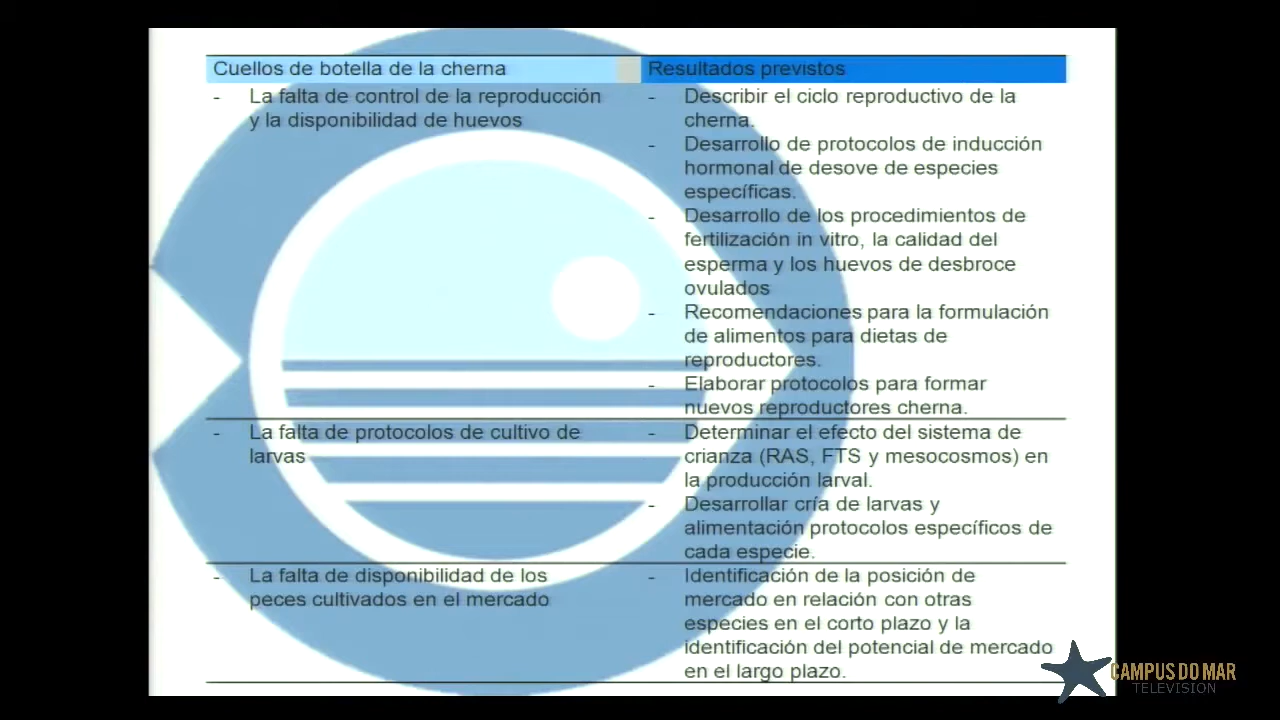 Cuellos de botella de la cherna
Resultados previstos
- La falta de control de la reproducción
y la disponibilidad de huevos
- Describir el ciclo reproductivo de la
cherna.
- Desarrollo de protocolos de inducción
hormonal de desove de especies
específicas.
- Desarrollo de los procedimientos de
fertilización in vitro, la calidad del
esperma y los huevos de desbroce
ovulados
- Recomendaciones para la formulación
de alimentos para dietas de
reproductores.
- Elaborar protocolos para formar
nuevos reproductores cherna.
- La falta de protocolos de cultivo de
larvas
- Determinar el efecto del sistema de
crianza (RAS, FTS y mesocosmos) en
la producción larval.
- Desarrollar cría de larvas y
alimentación protocolos específicos de
cada especie.
- La falta de disponibilidad de los
peces cultivados en el mercado
- Identificación de la posición de
mercado en relación con otras
especies en el corto plazo y la
identificación del potencial de mercado
en el largo plazo.
CAMPUS DO MAR
TELEVISION